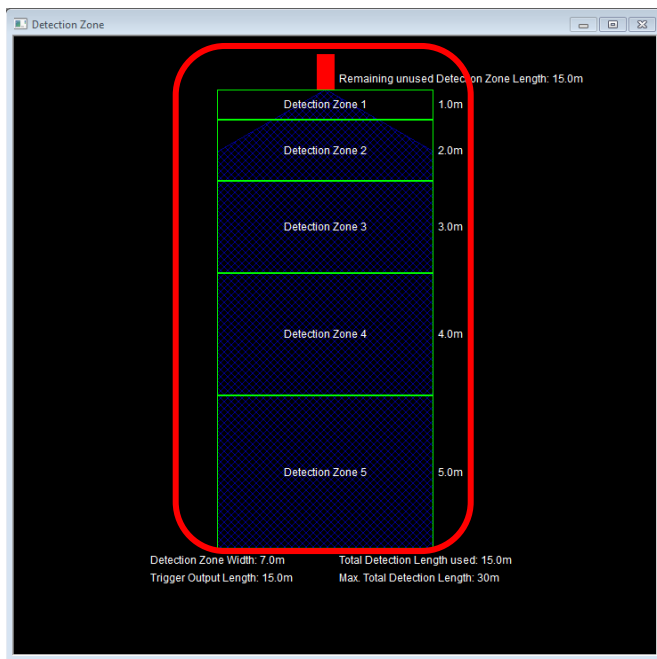 Detection Zone
Remaining unused Detection Zone Length: 15.0m
Detection Zone 1 1.0m
Detection Zone 2 2.0m
Detection Zone 3 3.0m
Detection Zone 4 4.0m
Detection Zone 5 5.0m
Detection Zone Width: 7.0m Total Detection Length used: 15.0m
Trigger Output Length: 15.0m Max. Total Detection Length: 30m